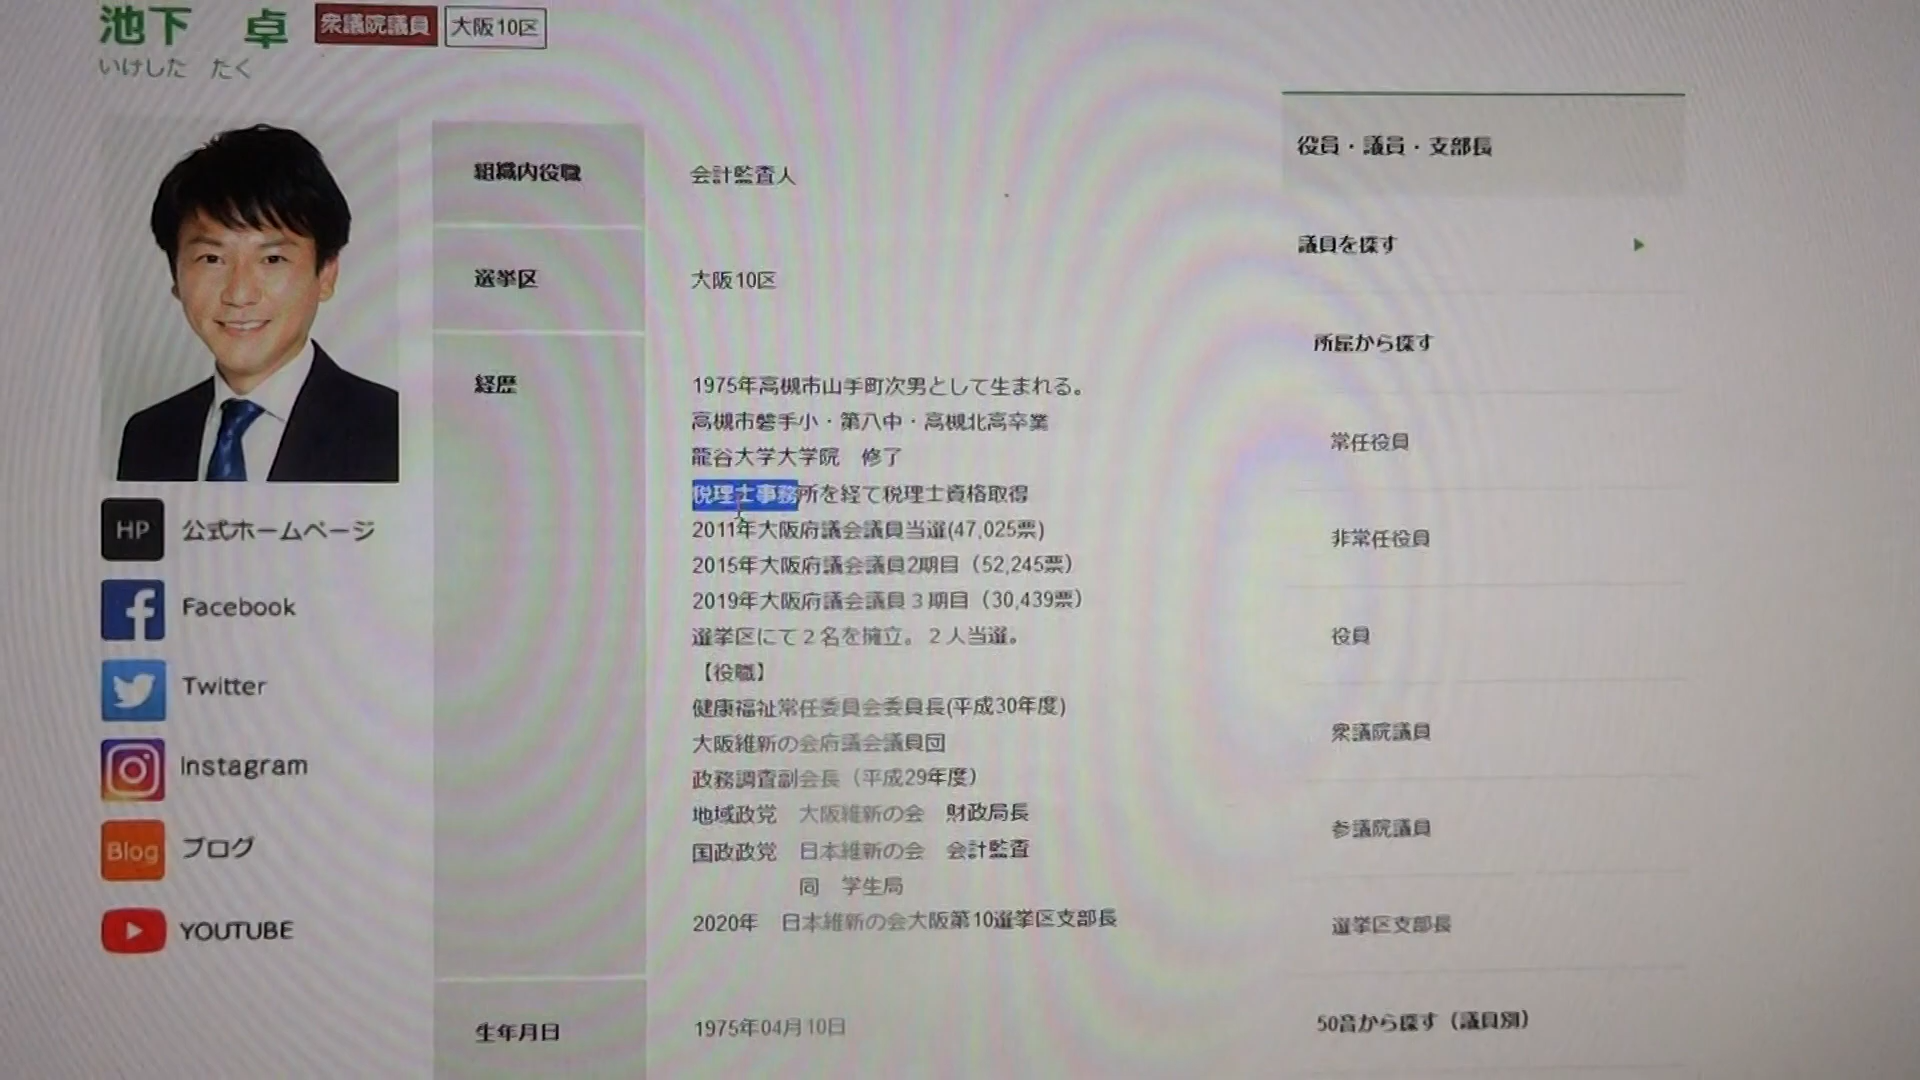 池下 卓 衆議院議員 大阪10区
いけした たく
組織内役職 会計監査人
選挙区 大阪10区
経歴 1975年高槻市山手町次男として生まれる。
高槻市磐手小・第八中・高槻北高卒業
龍谷大学大学院 修了
税理士事務所を経て税理士資格取得
2011年大阪府議会議員当選(47,025票)
2015年大阪府議会議員2期目（52,245票）
2019年大阪府議会議員３期目（30,439票）
選挙区にて２名を擁立。２人当選。
【役職】
健康福祉常任委員会委員長(平成30年度)
大阪維新の会府議会議員団
政務調査副会長（平成29年度）
地域政党 大阪維新の会 財政局長
国政政党 日本維新の会 会計監査
同 学生局
2020年 日本維新の会大阪第10選挙区支部長
生年月日 1975年04月10日
HP 公式ホームページ
Facebook
Twitter
Instagram
Blog ブログ
YOUTUBE
役員・議員・支部長
議員を探す
所属から探す
常任役員
非常任役員
役員
衆議院議員
参議院議員
選挙区支部長
50音から探す（議員別）